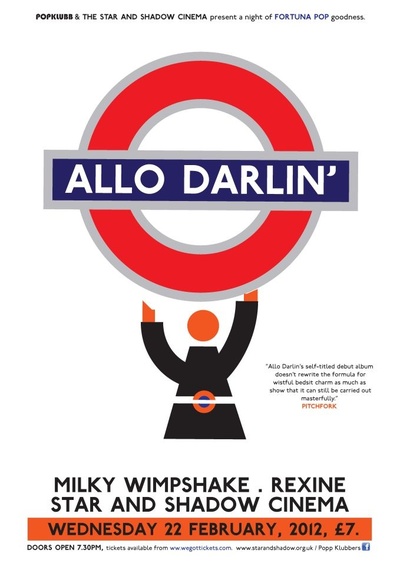 POPKLUBB & THE STAR AND SHADOW CINEMA present a night of FORTUNA POP goodness.
ALLO DARLIN'
"Allo Darlin's self-titled debut album
doesn't rewrite the formula for
wistful bedsit charm as much as
show that it can still be carried out
masterfully."
PITCHFORK
MILKY WIMPSHAKE . REXINE
STAR AND SHADOW CINEMA
WEDNESDAY 22 FEBRUARY, 2012, £7.
DOORS OPEN 7.30PM, tickets available from ww.wegottickets.com. www.starandshadow.org.uk / Popp Klubbers f